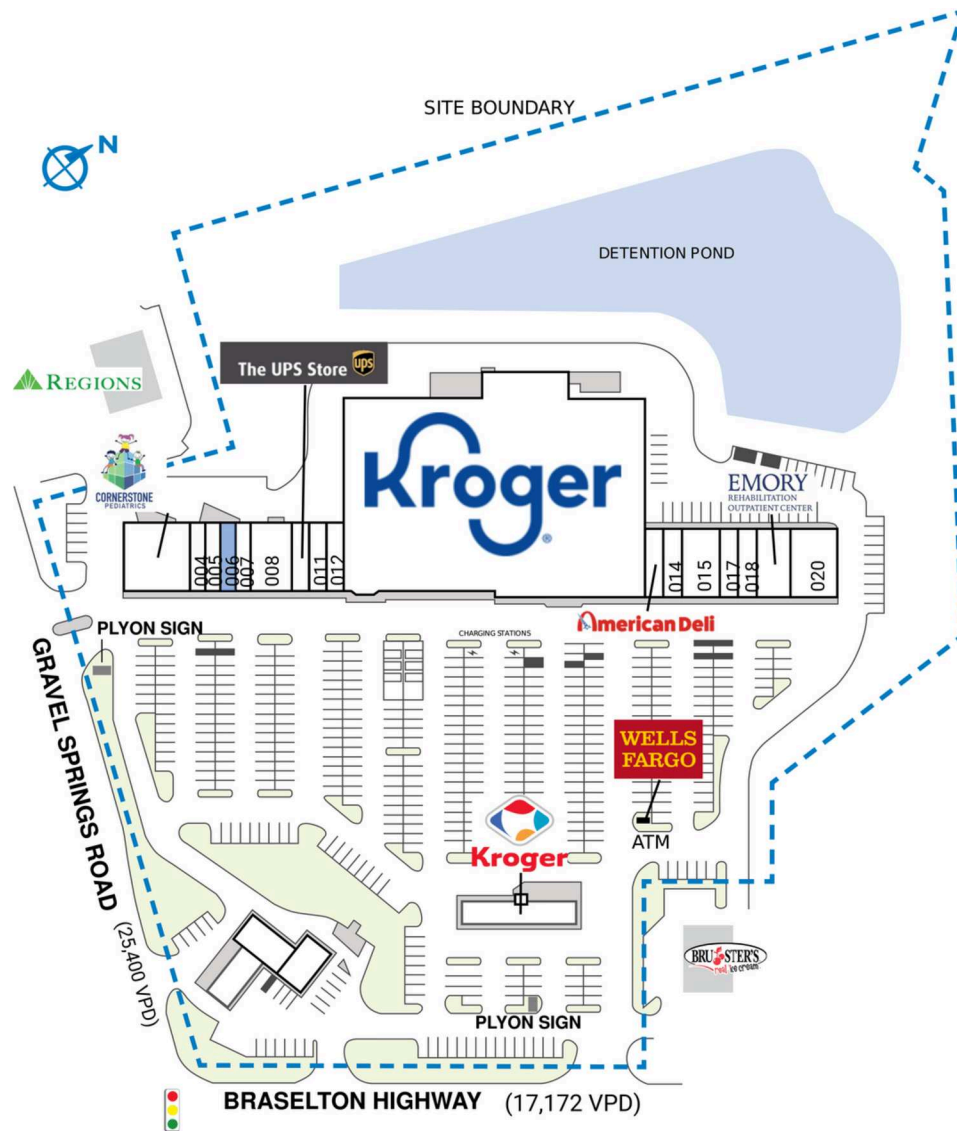 SITE BOUNDARY
N
DETENTION POND
The UPS Store
ups
REGIONS
CORNERSTONE
PEDIATRICS
Kroger
EMORY
REHABILITATION
OUTPATIENT CENTER
004
005
006
007
008
011
012
014
015
017
018
020
American Deli
PLYON SIGN
CHARGING STATIONS
GRAVEL SPRINGS ROAD
(25,400 VPD)
WELLS
FARGO
ATM
Kroger
BRUSTER'S
real ice cream
PLYON SIGN
BRASELTON HIGHWAY (17,172 VPD)